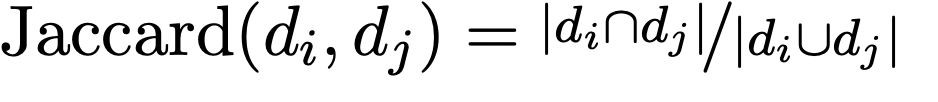 Jaccard(d_i, d_j) = |d_i∩d_j|/|d_i∪d_j|